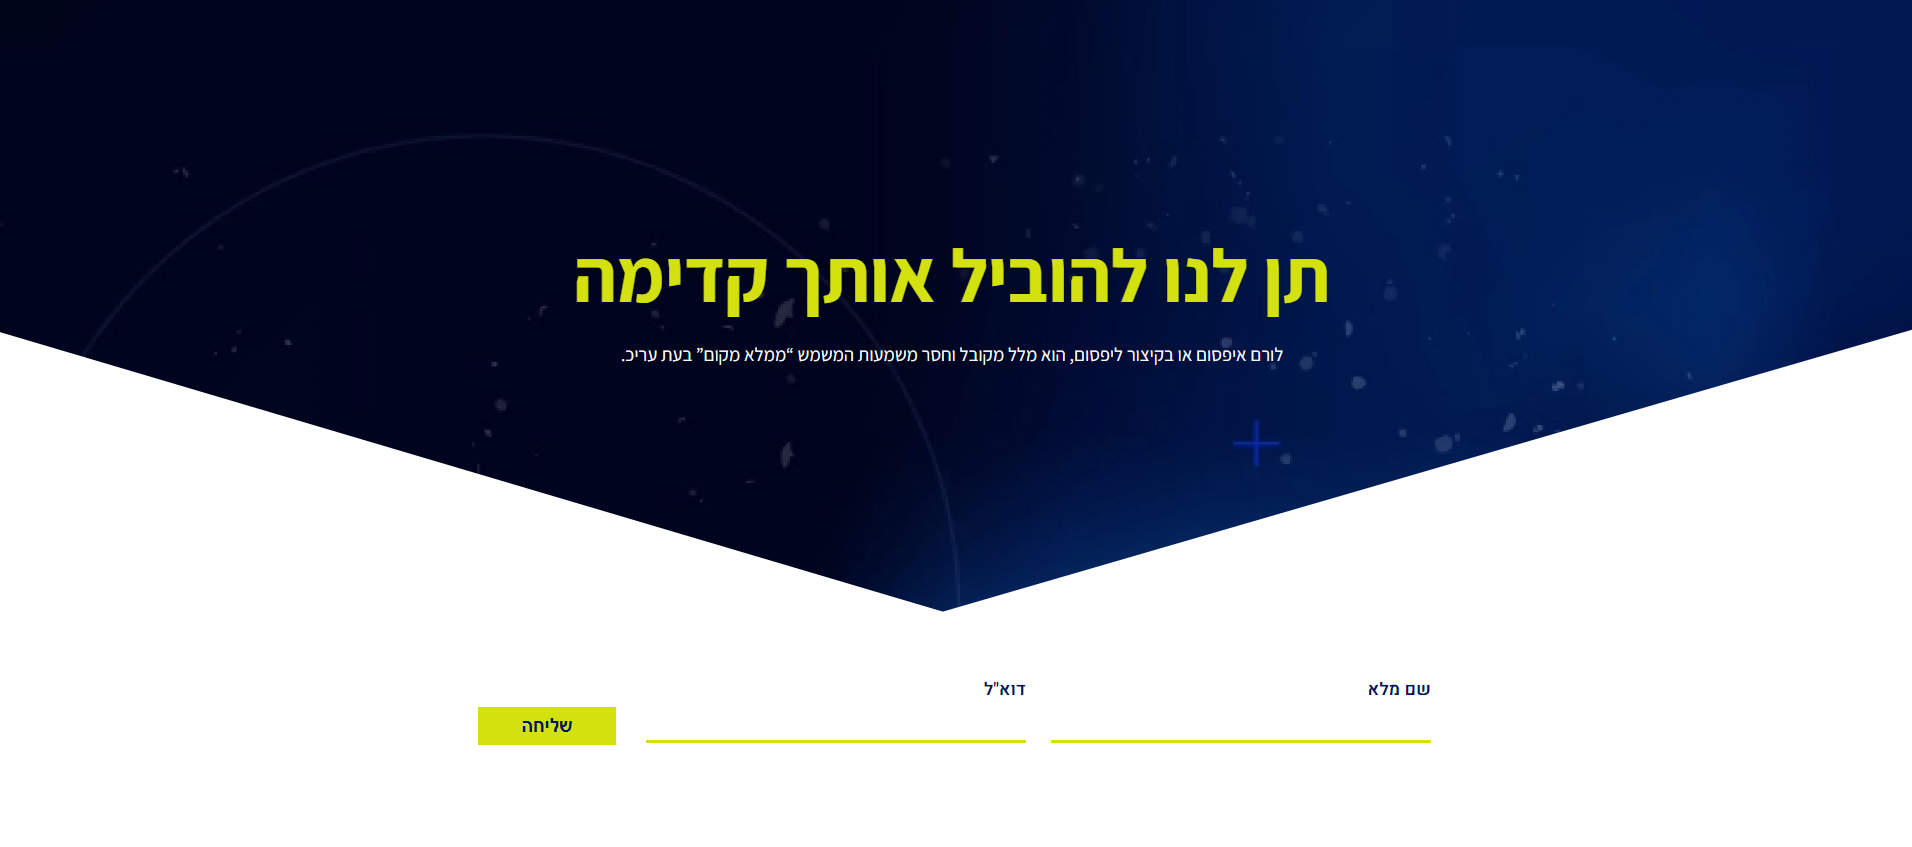 תן לנו להוביל אותך קדימה
לורם איפסום או בקיצור ליפסום, הוא מלל מקובל וחסר משמעות המשמש “ממלא מקום” בעת עריכ.
שם מלא
דוא"ל
שליחה